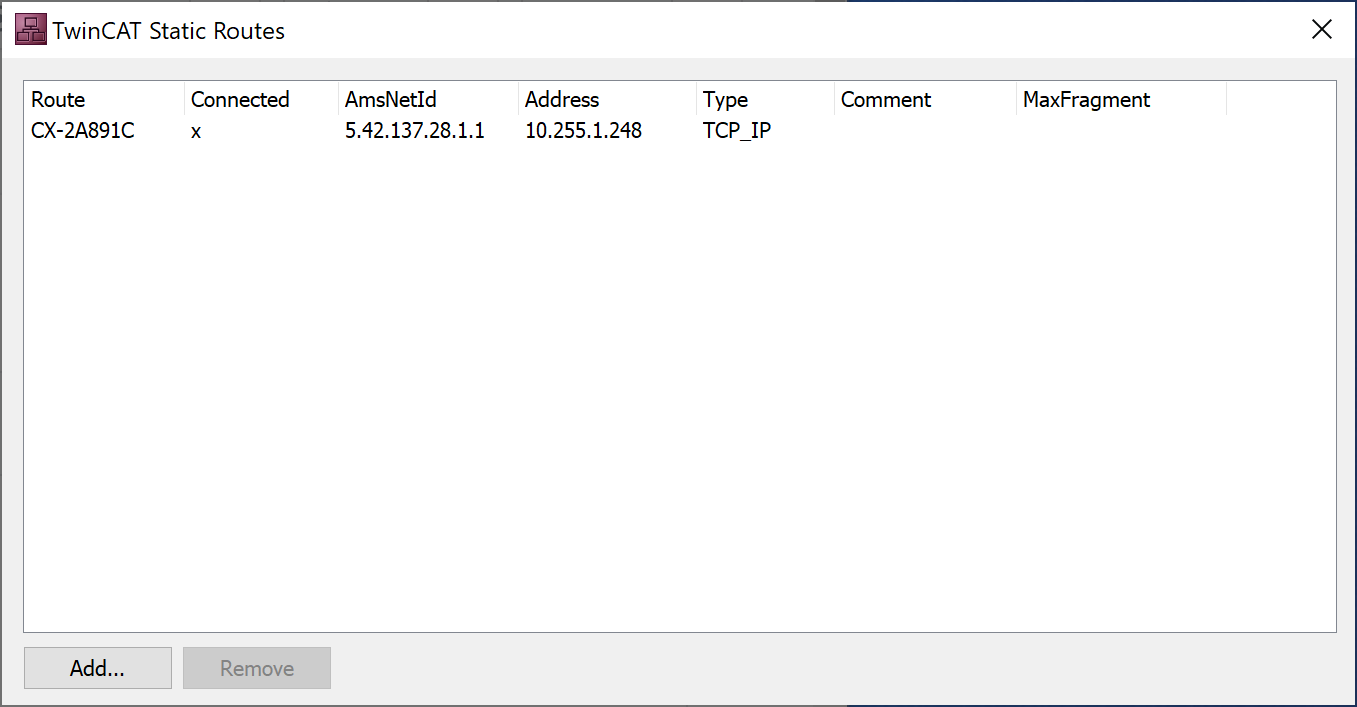 TwinCAT Static Routes
Route Connected AmsNetId Address Type Comment MaxFragment
CX-2A891C x 5.42.137.28.1.1 10.255.1.248 TCP_IP
Add... Remove